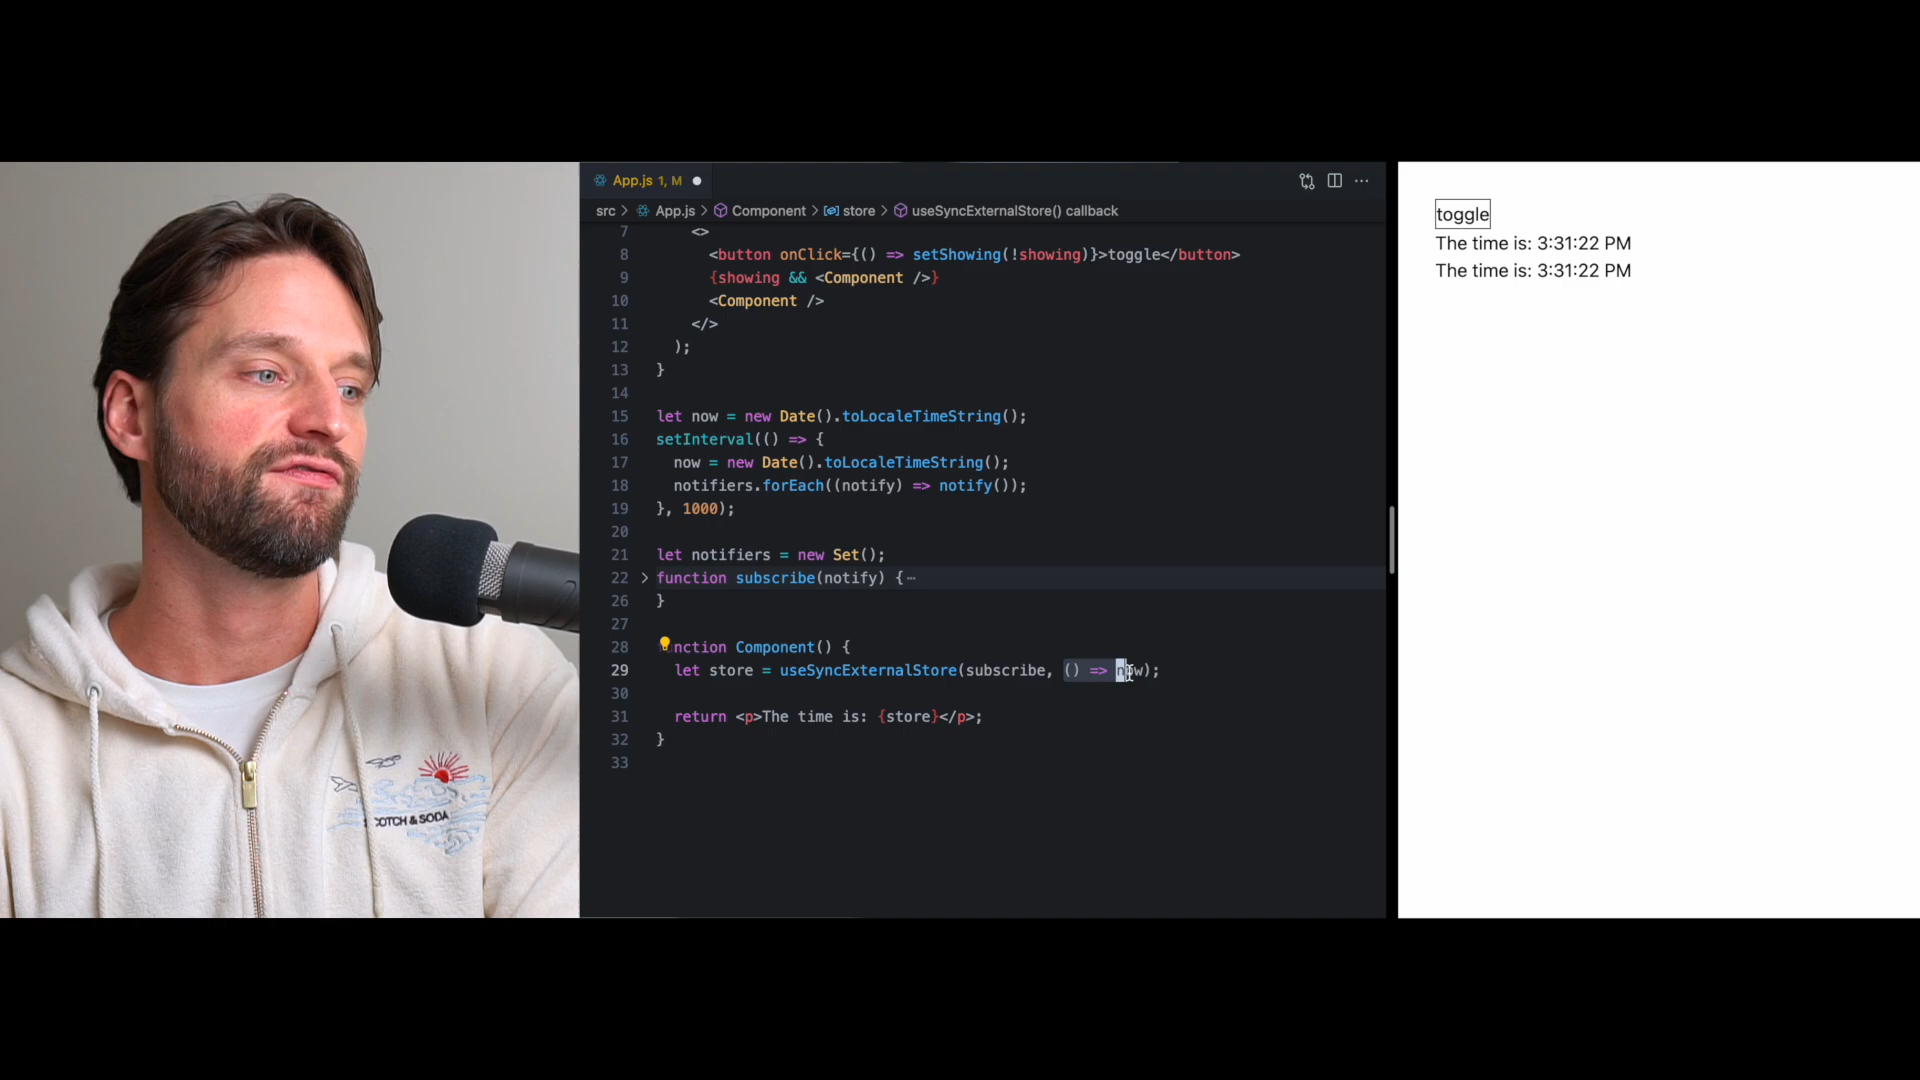 App.js 1, M
src > App.js > Component > store > useSyncExternalStore() callback
7 <>
8 <button onClick={() => setShowing(!showing)}>toggle</button>
9 {showing && <Component />}
10 <Component />
11 </>
12 );
13 }
14
15 let now = new Date().toLocaleTimeString();
16 setInterval(() => {
17 now = new Date().toLocaleTimeString();
18 notifiers.forEach((notify) => notify());
19 }, 1000);
20
21 let notifiers = new Set();
22 function subscribe(notify) {⋯
26 }
27
28 nction Component() {
29 let store = useSyncExternalStore(subscribe, () => now);
30
31 return <p>The time is: {store}</p>;
32 }
33
toggle
The time is: 3:31:22 PM
The time is: 3:31:22 PM
COTCH & SODA